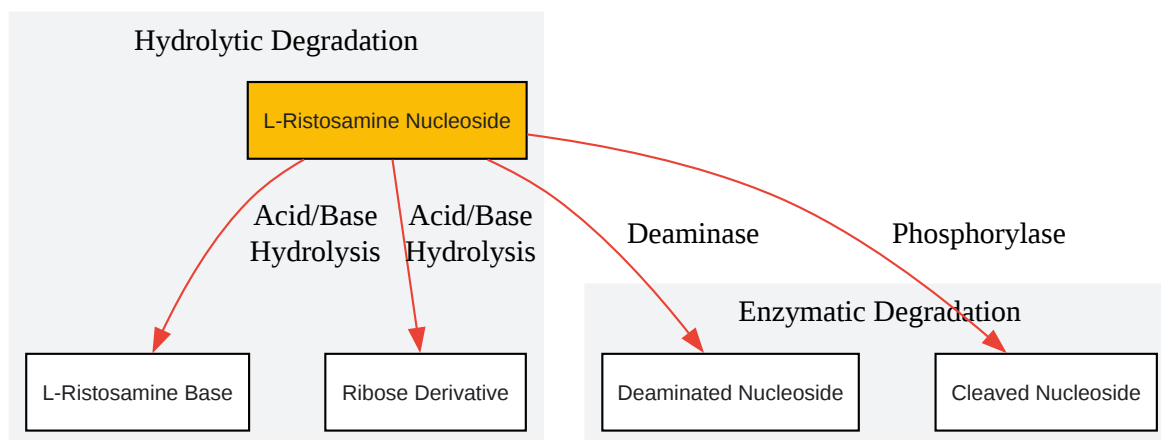 Hydrolytic Degradation
L-Ristosamine Nucleoside
Acid/Base
Hydrolysis
Acid/Base
Hydrolysis
Deaminase
Phosphorylase
Enzymatic Degradation
L-Ristosamine Base
Ribose Derivative
Deaminated Nucleoside
Cleaved Nucleoside